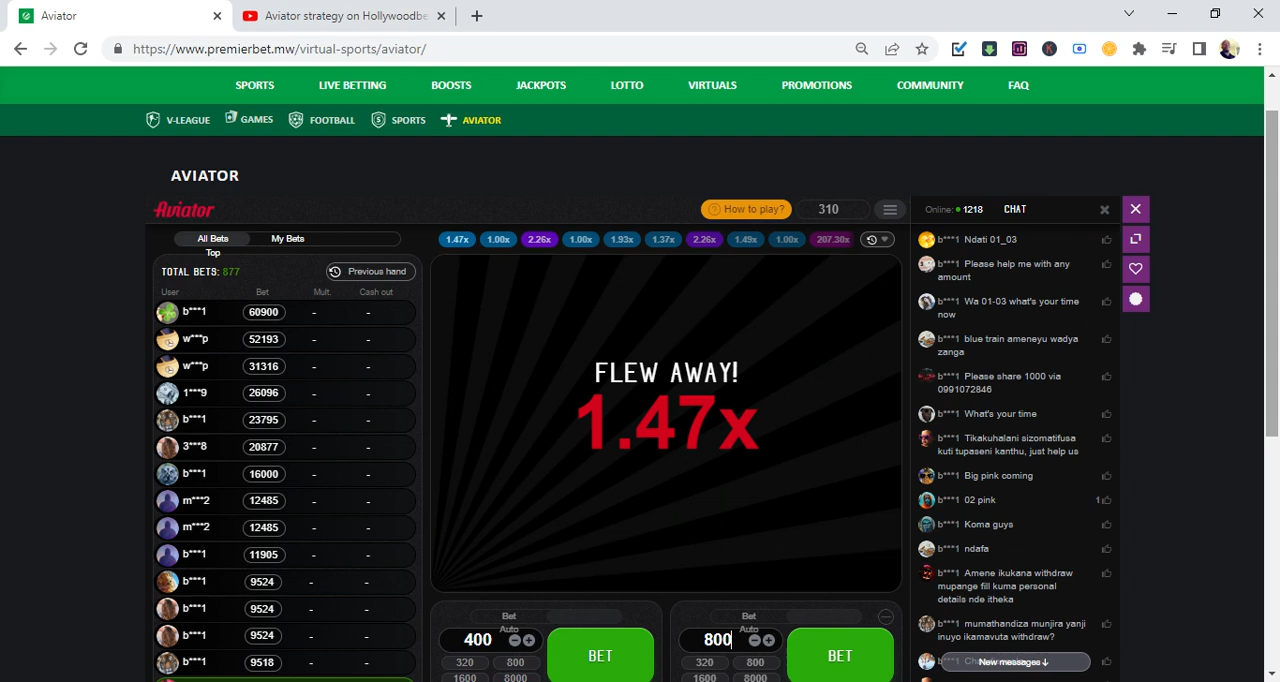 Aviator
Aviator strategy on Hollywoodbe
https://www.premierbet.mw/virtual-sports/aviator/
SPORTS LIVE BETTING BOOSTS JACKPOTS LOTTO VIRTUALS PROMOTIONS COMMUNITY FAQ
V-LEAGUE GAMES FOOTBALL SPORTS AVIATOR
AVIATOR
Aviator
How to play? 310
All Bets My Bets
Top
TOTAL BETS: 877 Previous hand
User Bet Mult. Cash out
b***1 60900 - -
w***p 52193 - -
w***p 31316 - -
1***9 26096 - -
b***1 23795 - -
3***8 20877 - -
b***1 16000 - -
m***2 12485 - -
m***2 12485 - -
b***1 11905 - -
b***1 9524 - -
b***1 9524 - -
b***1 9524 - -
b***1 9518 - -
1.47x 1.00x 2.26x 1.00x 1.93x 1.37x 2.26x 1.49x 1.00x 207.30x
FLEW AWAY!
1.47x
Bet
Auto
400
BET
320 800
1600 8000
Bet
Auto
800
BET
320 800
1600 8000
Online: 1218 CHAT
b***1 Ndati 01_03
b***1 Please help me with any
amount
b***1 Wa 01-03 what's your time
now
b***1 blue train ameneyu wadya
zanga
b***1 Please share 1000 via
0991072846
b***1 What's your time
b***1 Tikakuhalani sizomatifusa
kuti tupaseni kanthu, just help us
b***1 Big pink coming
b***1 02 pink 1
b***1 Koma guys
b***1 ndafa
b***1 Amene ikukana withdraw
mupange fill kuma personal
details nde itheka
b***1 mumathandiza munjira yanji
inuyo ikamavuta withdraw?
b***1
New messages